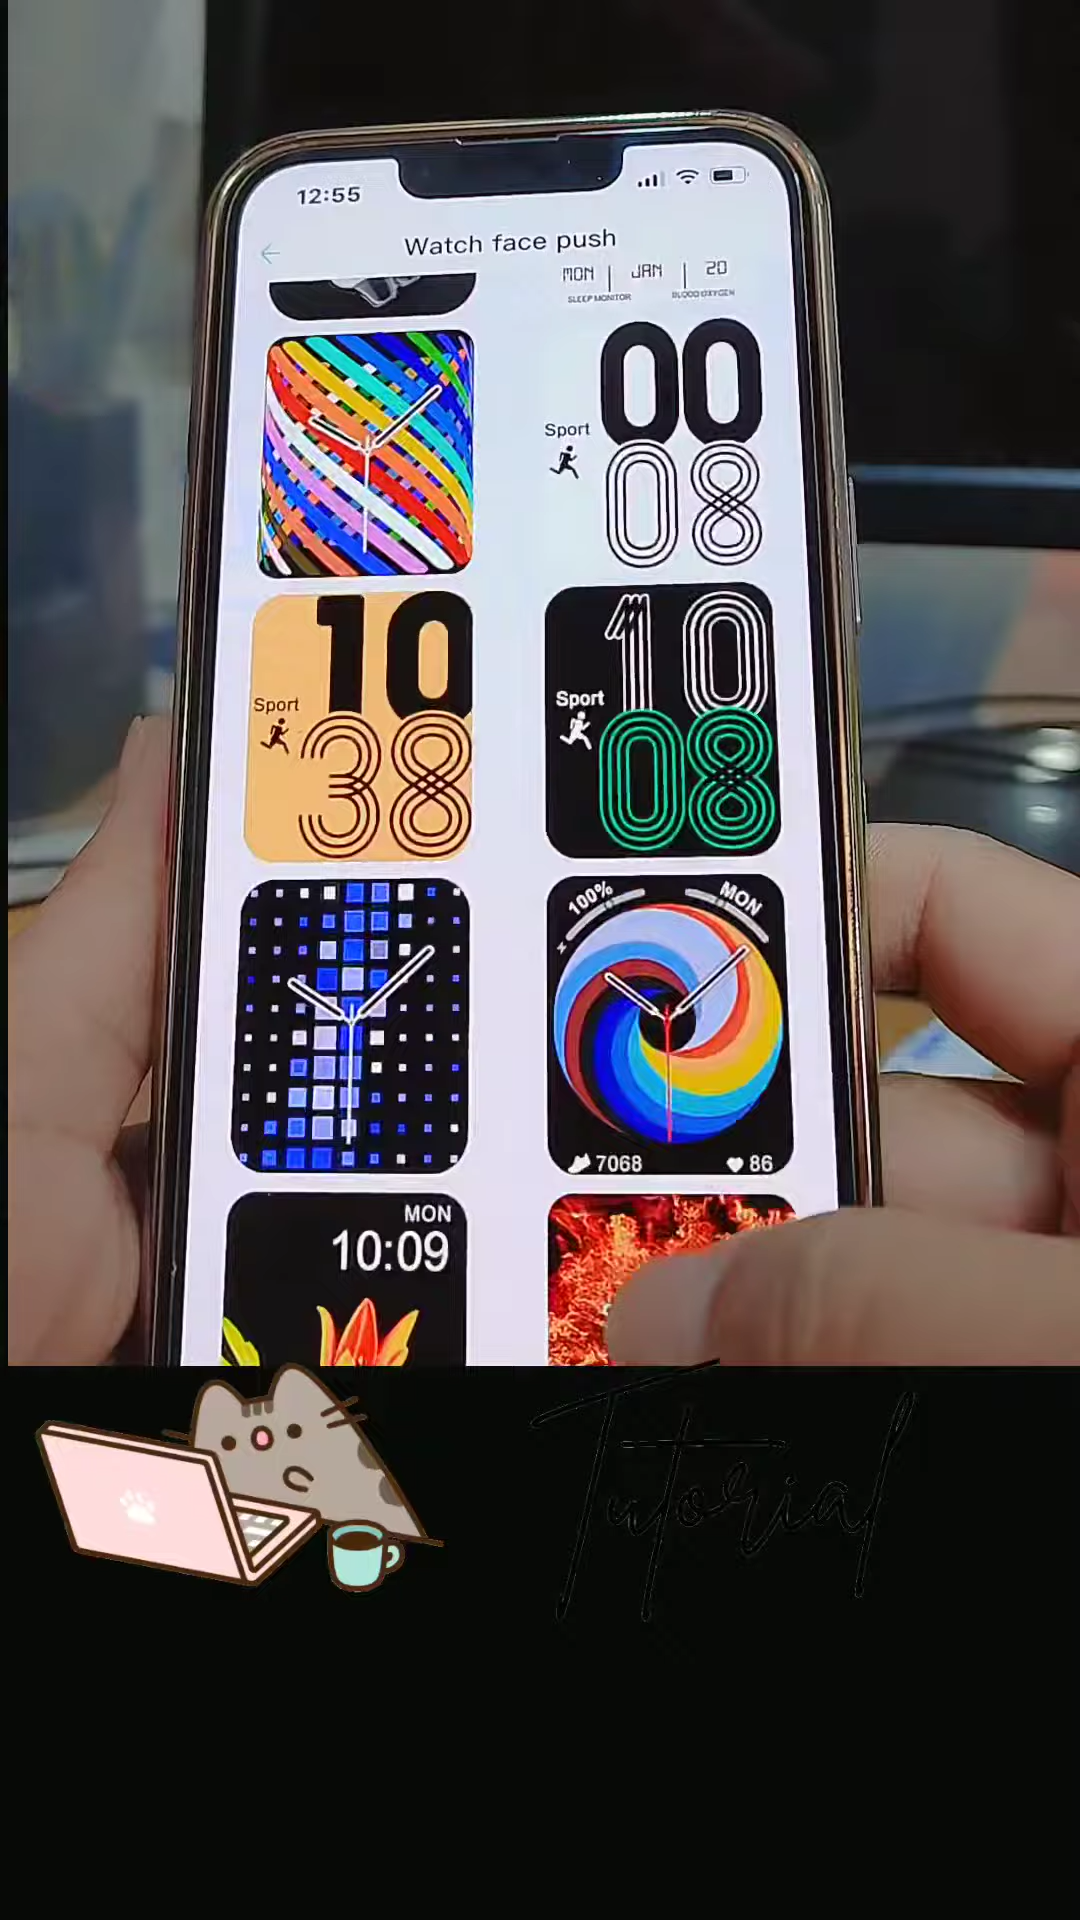 12:55
Watch face push
MON | JAN | 20
SLEEP MONITOR BLOOD OXYGEN
00
Sport
08
10
Sport
38
10
Sport
08
100% MON
7068 86
MON
10:09
Tutorial